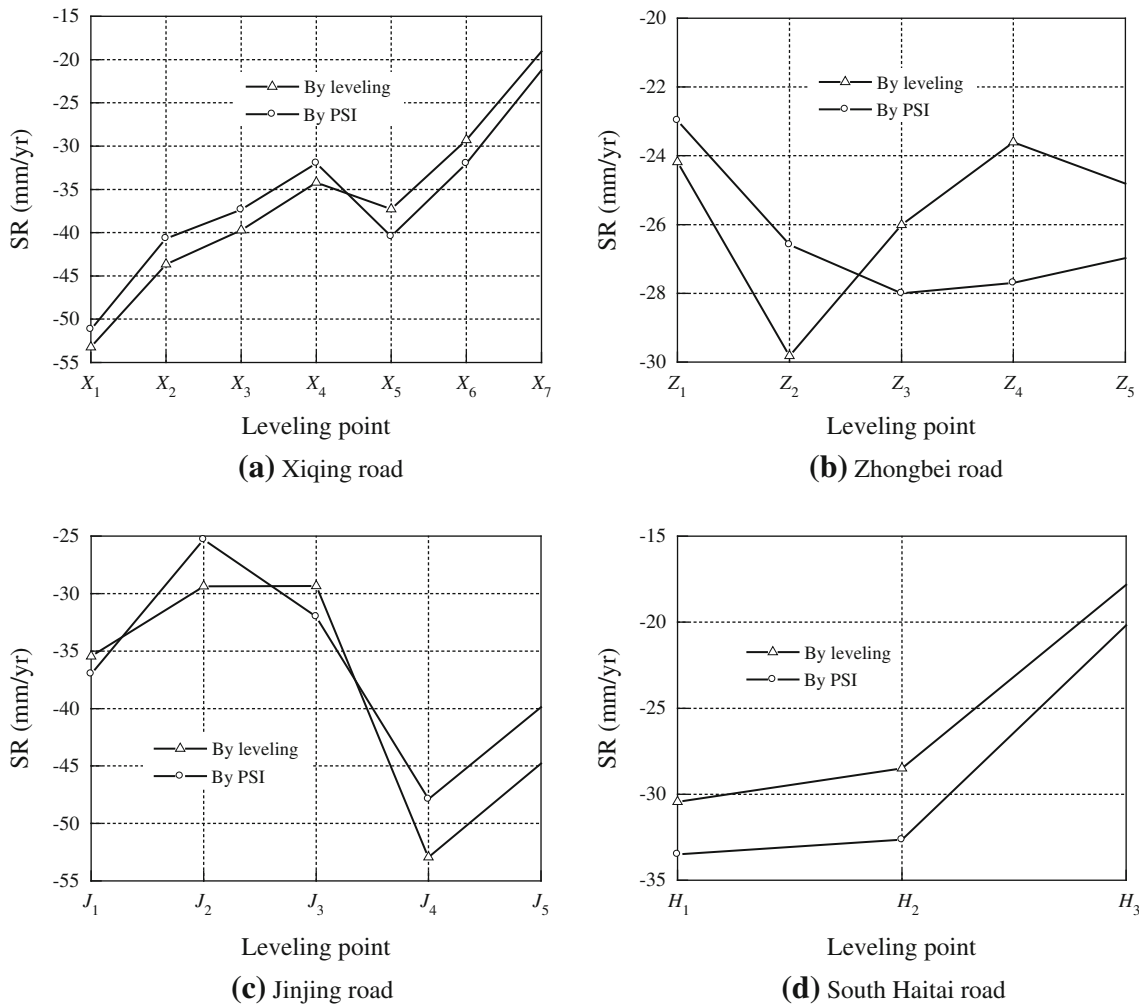 -15
-20
-25
-30
-35
-40
-45
-50
-55
SR (mm/yr)
By leveling
By PSI
X1 X2 X3 X4 X5 X6 X7
Leveling point
(a) Xiqing road
-20
-22
-24
-26
-28
-30
SR (mm/yr)
By leveling
By PSI
Z1 Z2 Z3 Z4 Z5
Leveling point
(b) Zhongbei road
-25
-30
-35
-40
-45
-50
-55
SR (mm/yr)
By leveling
By PSI
J1 J2 J3 J4 J5
Leveling point
(c) Jinjing road
-15
-20
-25
-30
-35
SR (mm/yr)
By leveling
By PSI
H1 H2 H3
Leveling point
(d) South Haitai road